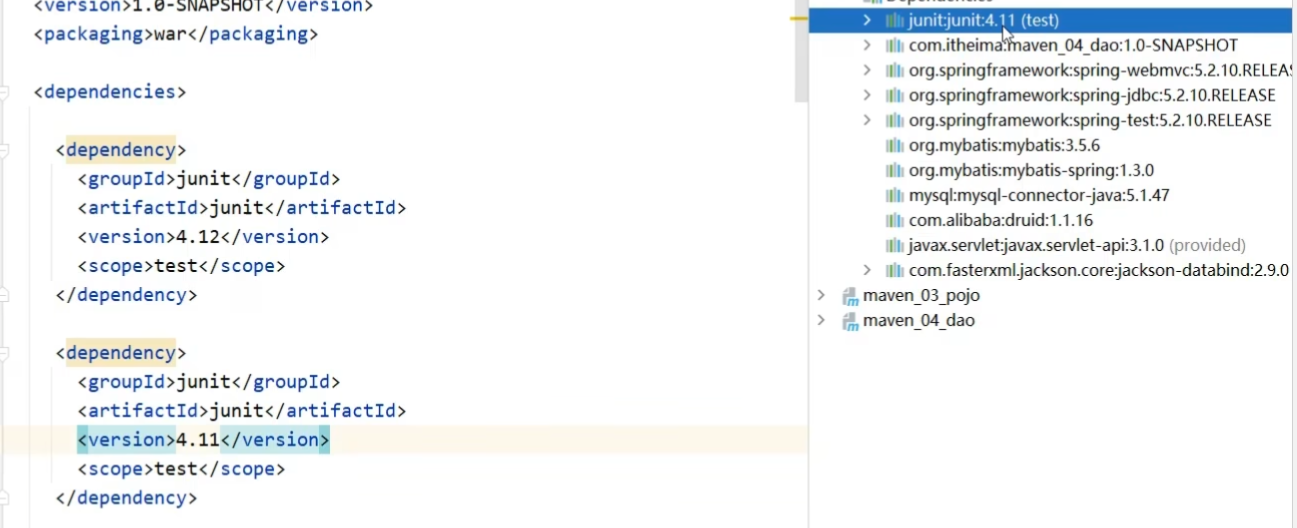 <version>1.0-SNAPSHOT</version>
<packaging>war</packaging>
<dependencies>
<dependency>
<groupId>junit</groupId>
<artifactId>junit</artifactId>
<version>4.12</version>
<scope>test</scope>
</dependency>
<dependency>
<groupId>junit</groupId>
<artifactId>junit</artifactId>
<version>4.11</version>
<scope>test</scope>
</dependency>
Dependencies
junit:junit:4.11 (test)
com.itheima:maven_04_dao:1.0-SNAPSHOT
org.springframework:spring-webmvc:5.2.10.RELEA
org.springframework:spring-jdbc:5.2.10.RELEASE
org.springframework:spring-test:5.2.10.RELEASE
org.mybatis:mybatis:3.5.6
org.mybatis:mybatis-spring:1.3.0
mysql:mysql-connector-java:5.1.47
com.alibaba:druid:1.1.16
javax.servlet:javax.servlet-api:3.1.0 (provided)
com.fasterxml.jackson.core:jackson-databind:2.9.0
maven_03_pojo
maven_04_dao